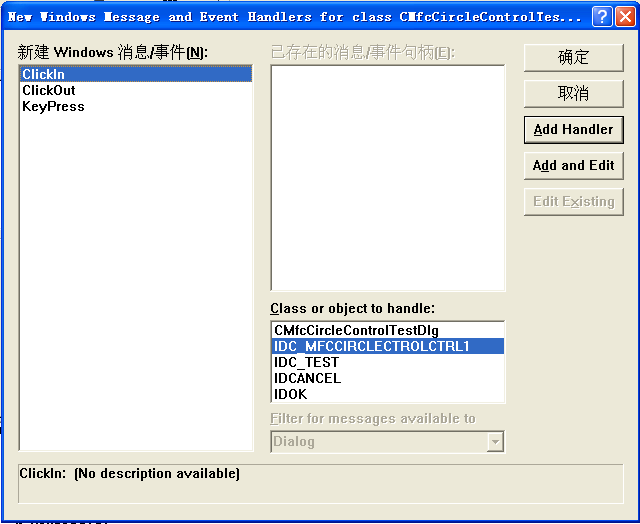 New Windows Message and Event Handlers for class CMfcCircleControlTes...
新建 Windows 消息/事件(N):
已存在的消息/事件句柄(E):
确定
ClickIn
ClickOut
KeyPress
取消
Add Handler
Add and Edit
Edit Existing
Class or object to handle:
CMfcCircleControlTestDlg
IDC_MFCCIRCLECTROLCTRL1
IDC_TEST
IDCANCEL
IDOK
Filter for messages available to
Dialog
ClickIn: (No description available)